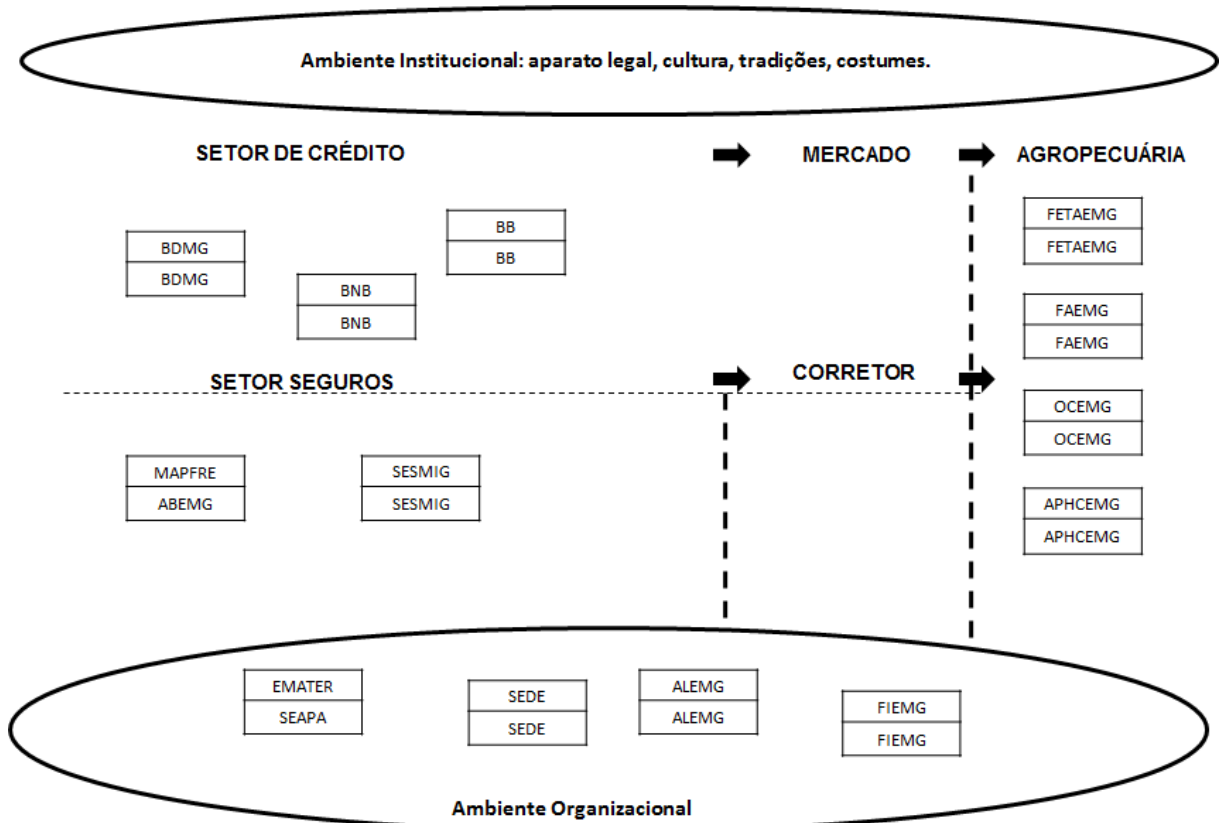 Ambiente Institucional: aparato legal, cultura, tradições, costumes.
SETOR DE CRÉDITO
MERCADO
AGROPECUÁRIA
BDMG
BDMG
BNB
BNB
BB
BB
FETAEMG
FETAEMG
FAEMG
FAEMG
SETOR SEGUROS
CORRETOR
OCEMG
OCEMG
MAPFRE
ABEMG
SESMIG
SESMIG
APHCEMG
APHCEMG
EMATER
SEAPA
SEDE
SEDE
ALEMG
ALEMG
FIEMG
FIEMG
Ambiente Organizacional